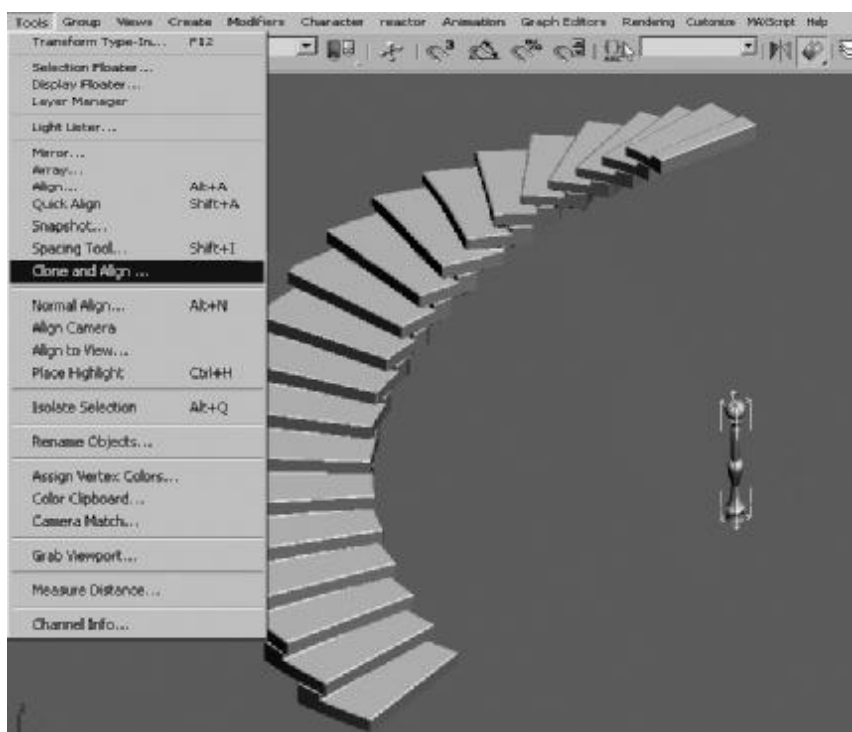 Tools Group Views Create Modifiers Character reactor Animation Graph Editors Rendering Customize MAXScript Help
Transform Type-In... F12
Selection Floater...
Display Floater...
Layer Manager
Light Lister...
Mirror...
Array...
Align... Alt+A
Quick Align Shift+A
Snapshot...
Spacing Tool... Shift+I
Clone and Align ...
Normal Align... Alt+N
Align Camera
Align to View...
Place Highlight Ctrl+H
Isolate Selection Alt+Q
Rename Objects...
Assign Vertex Colors...
Color Clipboard...
Camera Match...
Grab Viewport...
Measure Distance...
Channel Info...